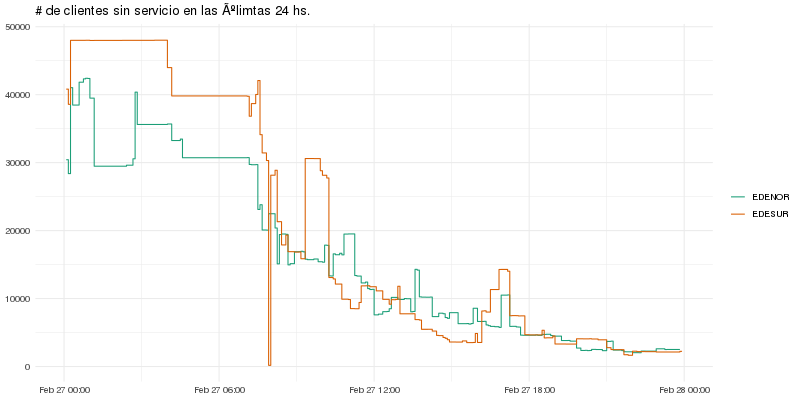 # de clientes sin servicio en las Ãºlimtas 24 hs.
50000
40000
30000
20000
10000
0
Feb 27 00:00 Feb 27 06:00 Feb 27 12:00 Feb 27 18:00 Feb 28 00:00
EDENOR
EDESUR